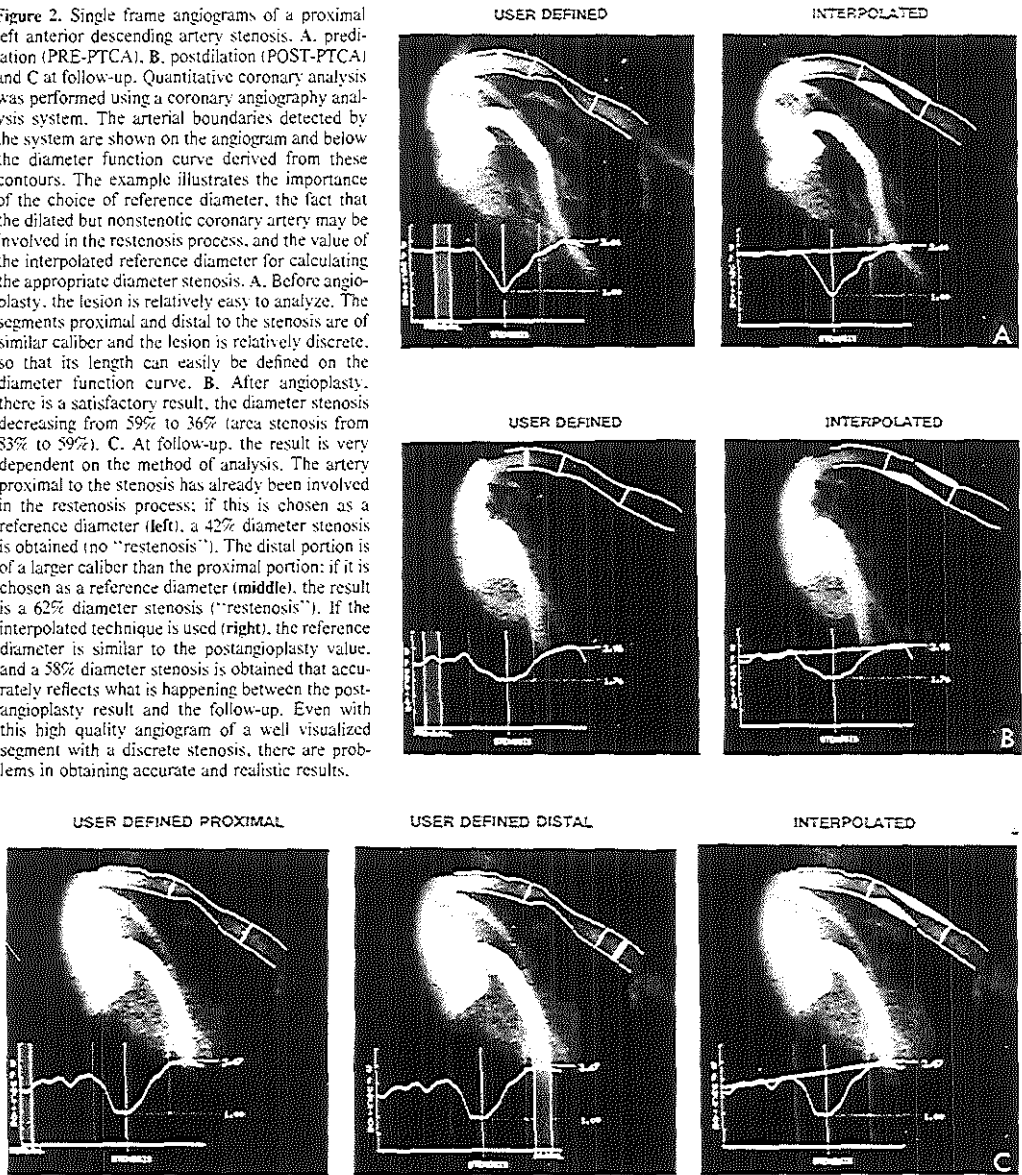 Figure 2. Single frame angiograms of a proximal
left anterior descending artery stenosis. A. predi-
lation (PRE-PTCA), B. postdilation (POST-PTCA)
and C at follow-up. Quantitative coronary analysis
was performed using a coronary angiography anal-
ysis system. The arterial boundaries detected by
the system are shown on the angiogram and below
the diameter function curve derived from these
contours. The example illustrates the importance
of the choice of reference diameter, the fact that
the dilated but nonstenotic coronary artery may be
involved in the restenosis process, and the value of
the interpolated reference diameter for calculating
the appropriate diameter stenosis. A. Before angio-
plasty, the lesion is relatively easy to analyze. The
segments proximal and distal to the stenosis are of
similar caliber and the lesion is relatively discrete,
so that its length can easily be defined on the
diameter function curve. B. After angioplasty,
there is a satisfactory result, the diameter stenosis
decreasing from 59% to 36% (area stenosis from
83% to 59%). C. At follow-up, the result is very
dependent on the method of analysis. The artery
proximal to the stenosis has already been involved
in the restenosis process; if this is chosen as a
reference diameter (left), a 42% diameter stenosis
is obtained (no "restenosis"). The distal portion is
of a larger caliber than the proximal portion: if it is
chosen as a reference diameter (middle), the result
is a 62% diameter stenosis ("restenosis"). If the
interpolated technique is used (right), the reference
diameter is similar to the postangioplasty value,
and a 58% diameter stenosis is obtained that accu-
rately reflects what is happening between the post-
angioplasty result and the follow-up. Even with
this high quality angiogram of a well visualized
segment with a discrete stenosis, there are prob-
lems in obtaining accurate and realistic results.
USER DEFINED
INTERPOLATED
A
USER DEFINED
INTERPOLATED
B
USER DEFINED PROXIMAL
USER DEFINED DISTAL
INTERPOLATED
C